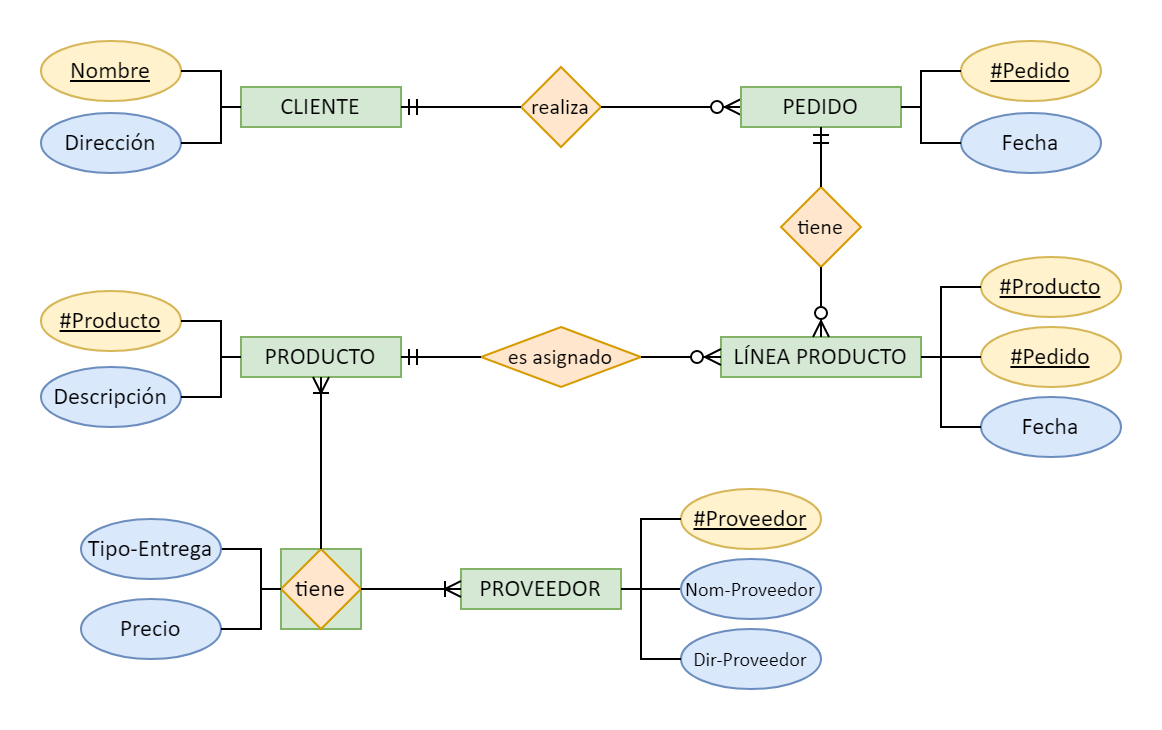 Nombre
Dirección
CLIENTE
realiza
PEDIDO
#Pedido
Fecha
tiene
#Producto
Descripción
PRODUCTO
es asignado
LÍNEA PRODUCTO
#Producto
#Pedido
Fecha
Tipo-Entrega
Precio
tiene
PROVEEDOR
#Proveedor
Nom-Proveedor
Dir-Proveedor